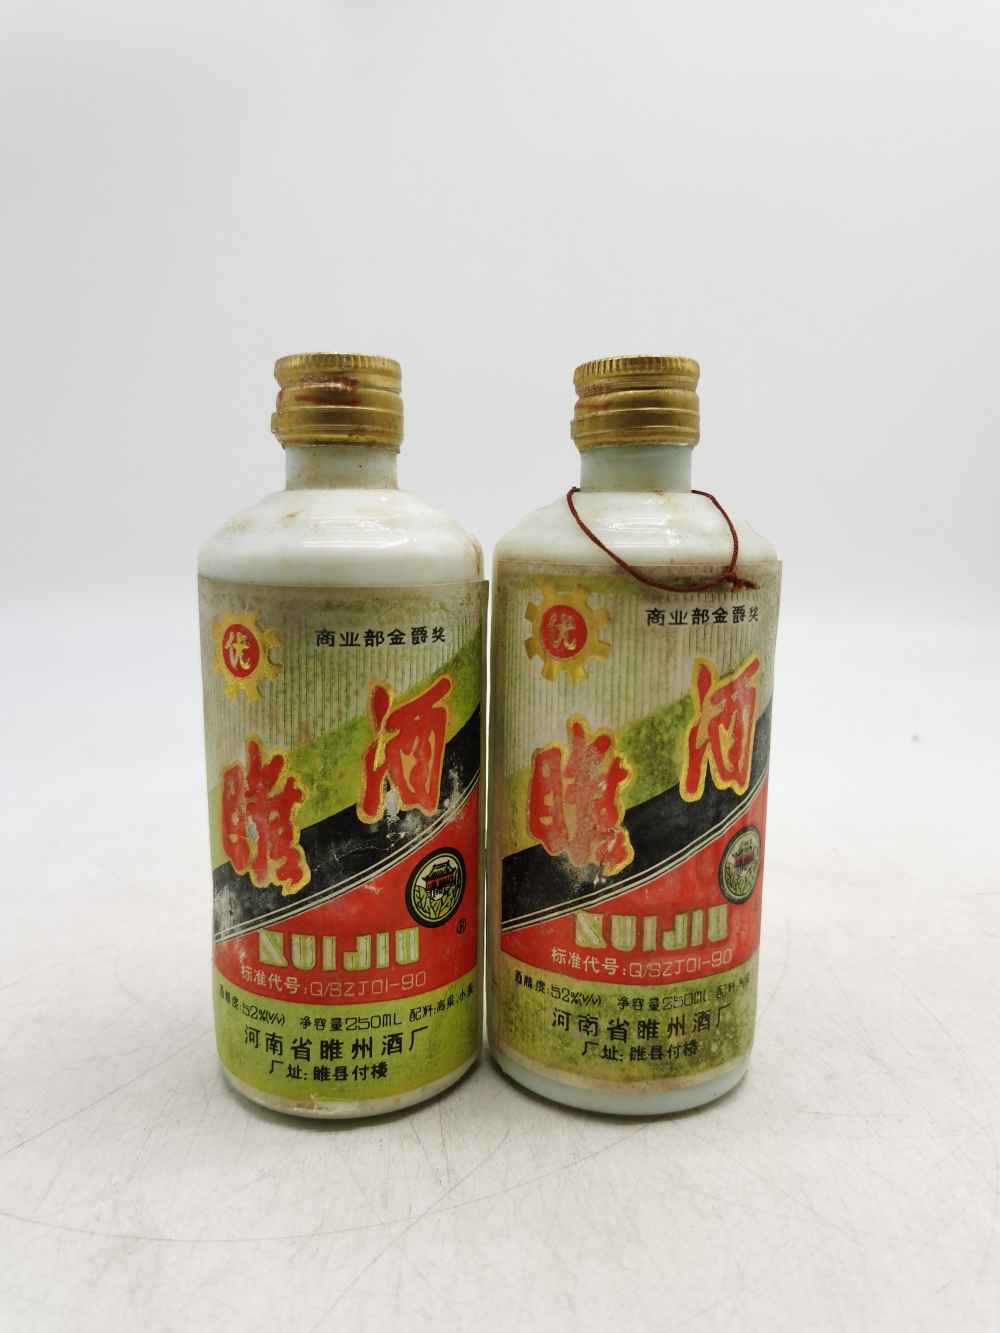 优
商业部金爵奖
睢酒
SUIJIU
®
标准代号:Q/SZJ01-90
酒醅度:52%(V/V) 净容量250ML 配料:高粱、小麦
河南省睢州酒厂
厂址:睢县付楼
优
商业部金爵奖
睢酒
SUIJIU
标准代号:Q/SZJ01-90
酒醅度:52%(V/V) 净容量250ML 配料:
河南省睢州酒厂
厂址:睢县付楼